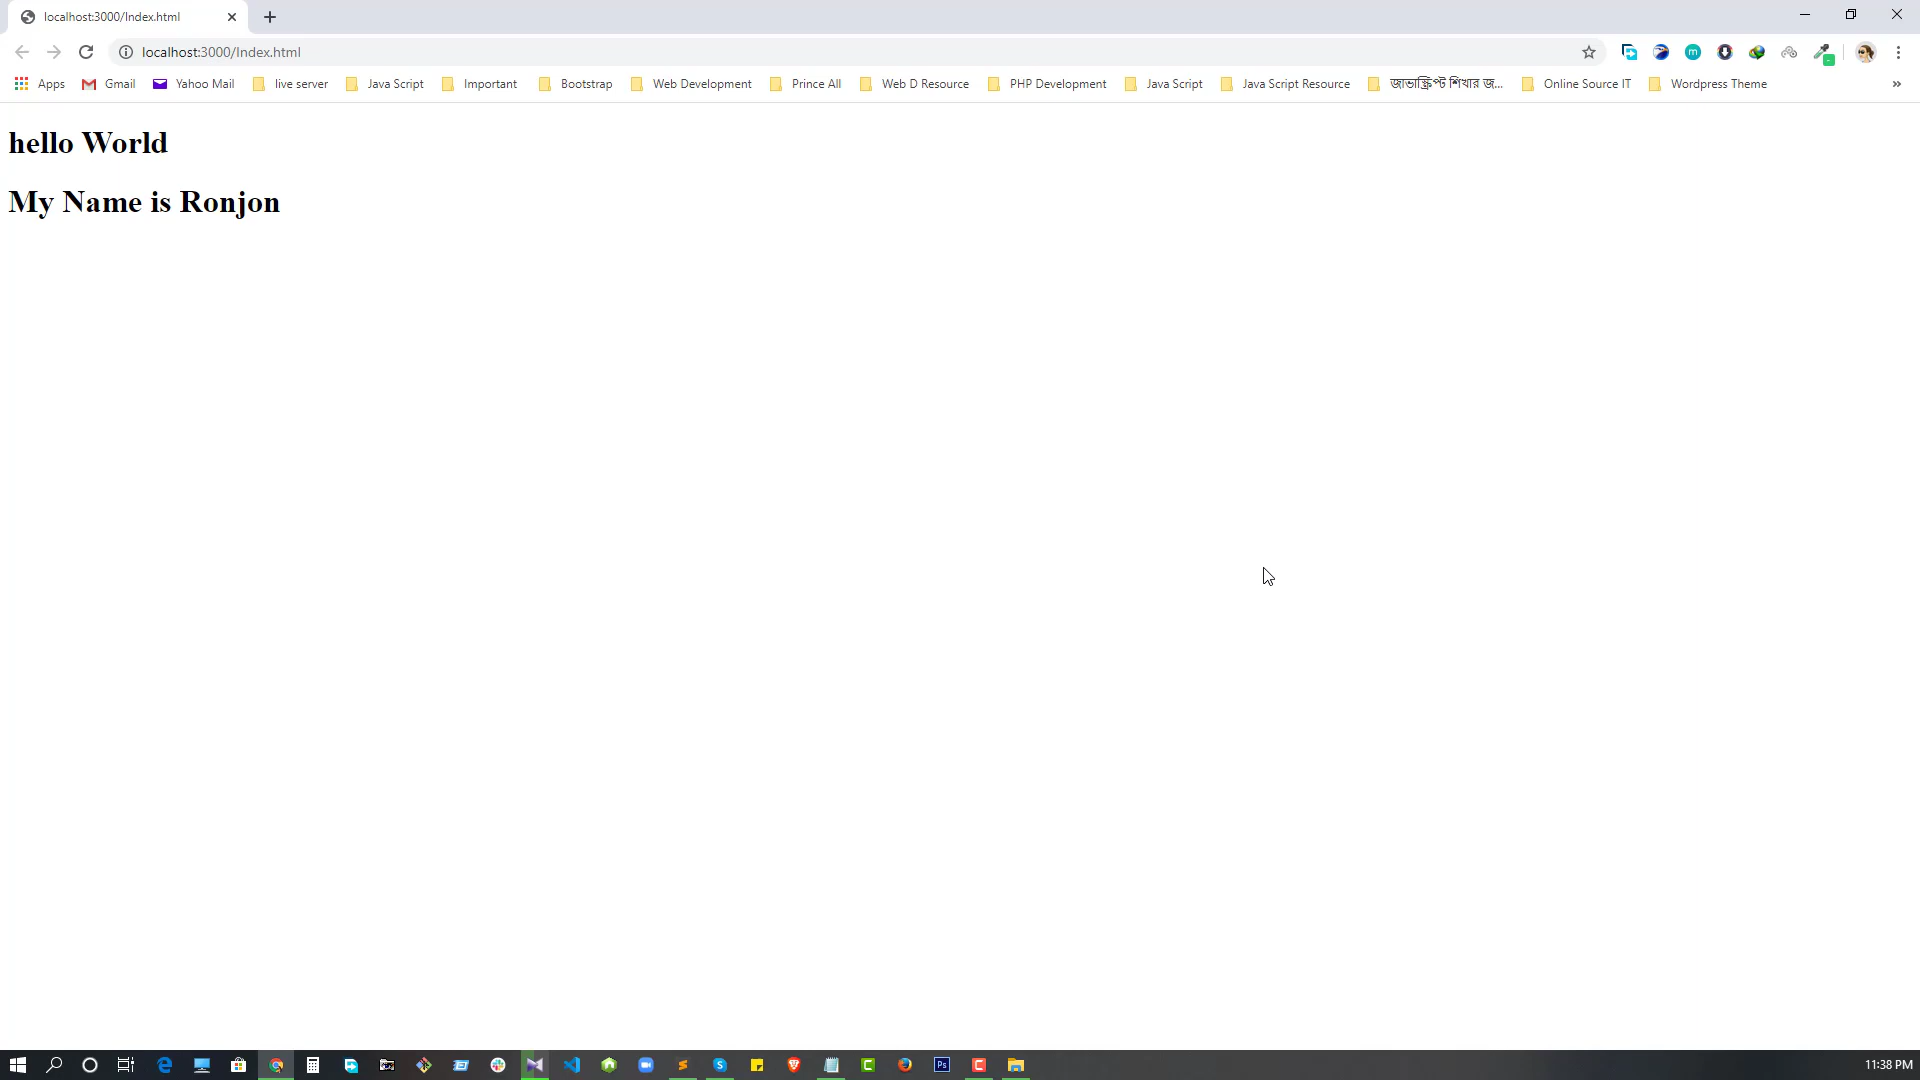 localhost:3000/Index.html
localhost:3000/Index.html
Apps Gmail Yahoo Mail live server Java Script Important Bootstrap Web Development Prince All Web D Resource PHP Development Java Script Java Script Resource জাভাস্ক্রিপ্ট শিখার জ... Online Source IT Wordpress Theme
hello World
My Name is Ronjon
11:38 PM